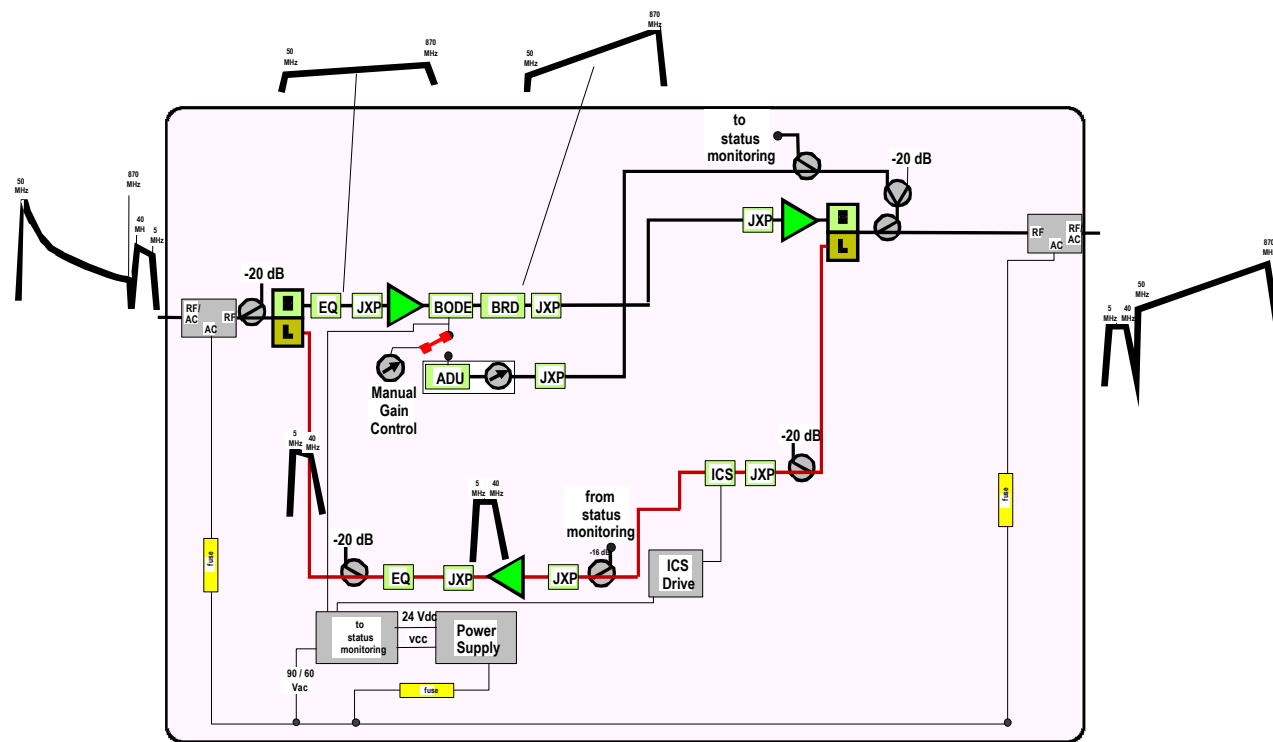 870
MHz
50
MHz
870
MHz
50
MHz
to
status
monitoring
-20 dB
50
MHz
870
MHz
40
MH
5
MHz
JXP
H
L
RF
AC
RF/
AC
870
MHz
50
MHz
5
MHz
40
MHz
-20 dB
RF/
AC
AC
RF
H
L
EQ
JXP
BODE
BRD
JXP
ADU
JXP
Manual
Gain
Control
5
MHz
40
MHz
-20 dB
ICS
JXP
5
MHz
40
MHz
from
status
monitoring
-16 dB
fuse
fuse
-20 dB
EQ
JXP
JXP
ICS
Drive
to
status
monitoring
24 Vdc
vcc
Power
Supply
90 / 60
Vac
fuse